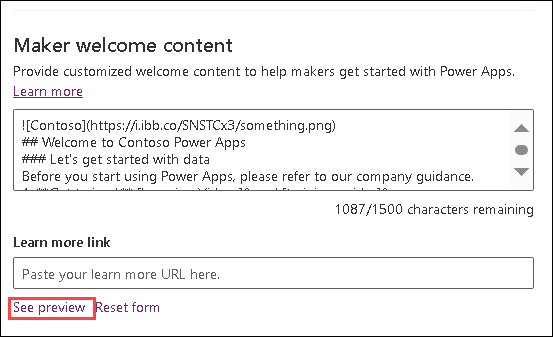 Maker welcome content
Provide customized welcome content to help makers get started with Power Apps.
Learn more
![Contoso](https://i.ibb.co/SNSTCx3/something.png)
## Welcome to Contoso Power Apps
### Let's get started with data
Before you start using Power Apps, please refer to our company guidance.
1087/1500 characters remaining
Learn more link
Paste your learn more URL here.
See preview Reset form